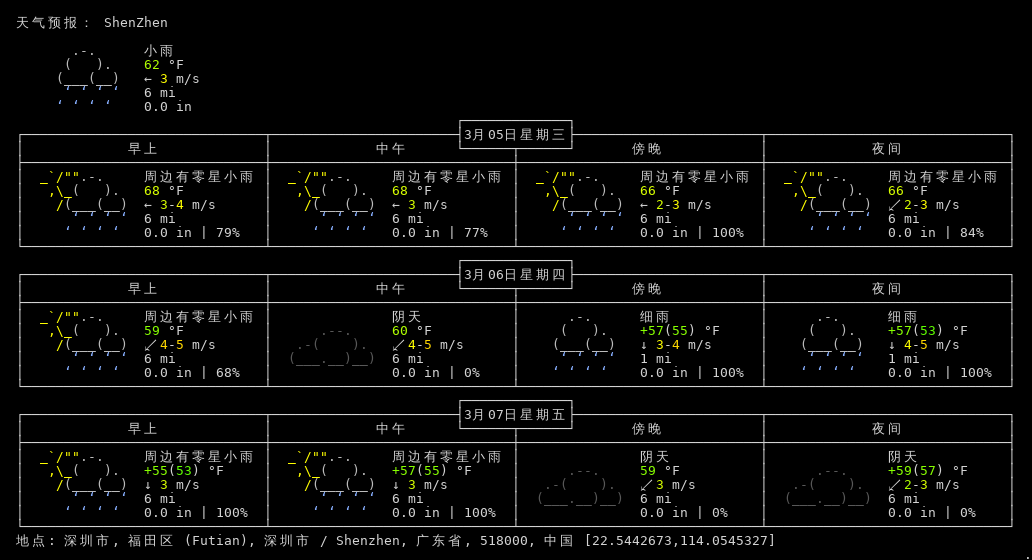 天气预报： ShenZhen
小雨
62 °F
← 3 m/s
6 mi
0.0 in
3月05日星期三
早上 中午 傍晚 夜间
周边有零星小雨 周边有零星小雨 周边有零星小雨 周边有零星小雨
68 °F 68 °F 66 °F 66 °F
← 3-4 m/s ← 3 m/s ← 2-3 m/s ↙ 2-3 m/s
6 mi 6 mi 6 mi 6 mi
0.0 in | 79% 0.0 in | 77% 0.0 in | 100% 0.0 in | 84%
3月06日星期四
早上 中午 傍晚 夜间
周边有零星小雨 阴天 细雨 细雨
59 °F 60 °F +57(55) °F +57(53) °F
↙ 4-5 m/s ↙ 4-5 m/s ↓ 3-4 m/s ↓ 4-5 m/s
6 mi 6 mi 1 mi 1 mi
0.0 in | 68% 0.0 in | 0% 0.0 in | 100% 0.0 in | 100%
3月07日星期五
早上 中午 傍晚 夜间
周边有零星小雨 周边有零星小雨 阴天 阴天
+55(53) °F +57(55) °F 59 °F +59(57) °F
↓ 3 m/s ↓ 3 m/s ↙ 3 m/s ↙ 2-3 m/s
6 mi 6 mi 6 mi 6 mi
0.0 in | 100% 0.0 in | 100% 0.0 in | 0% 0.0 in | 0%
地点: 深圳市, 福田区 (Futian), 深圳市 / Shenzhen, 广东省, 518000, 中国 [22.5442673,114.0545327]